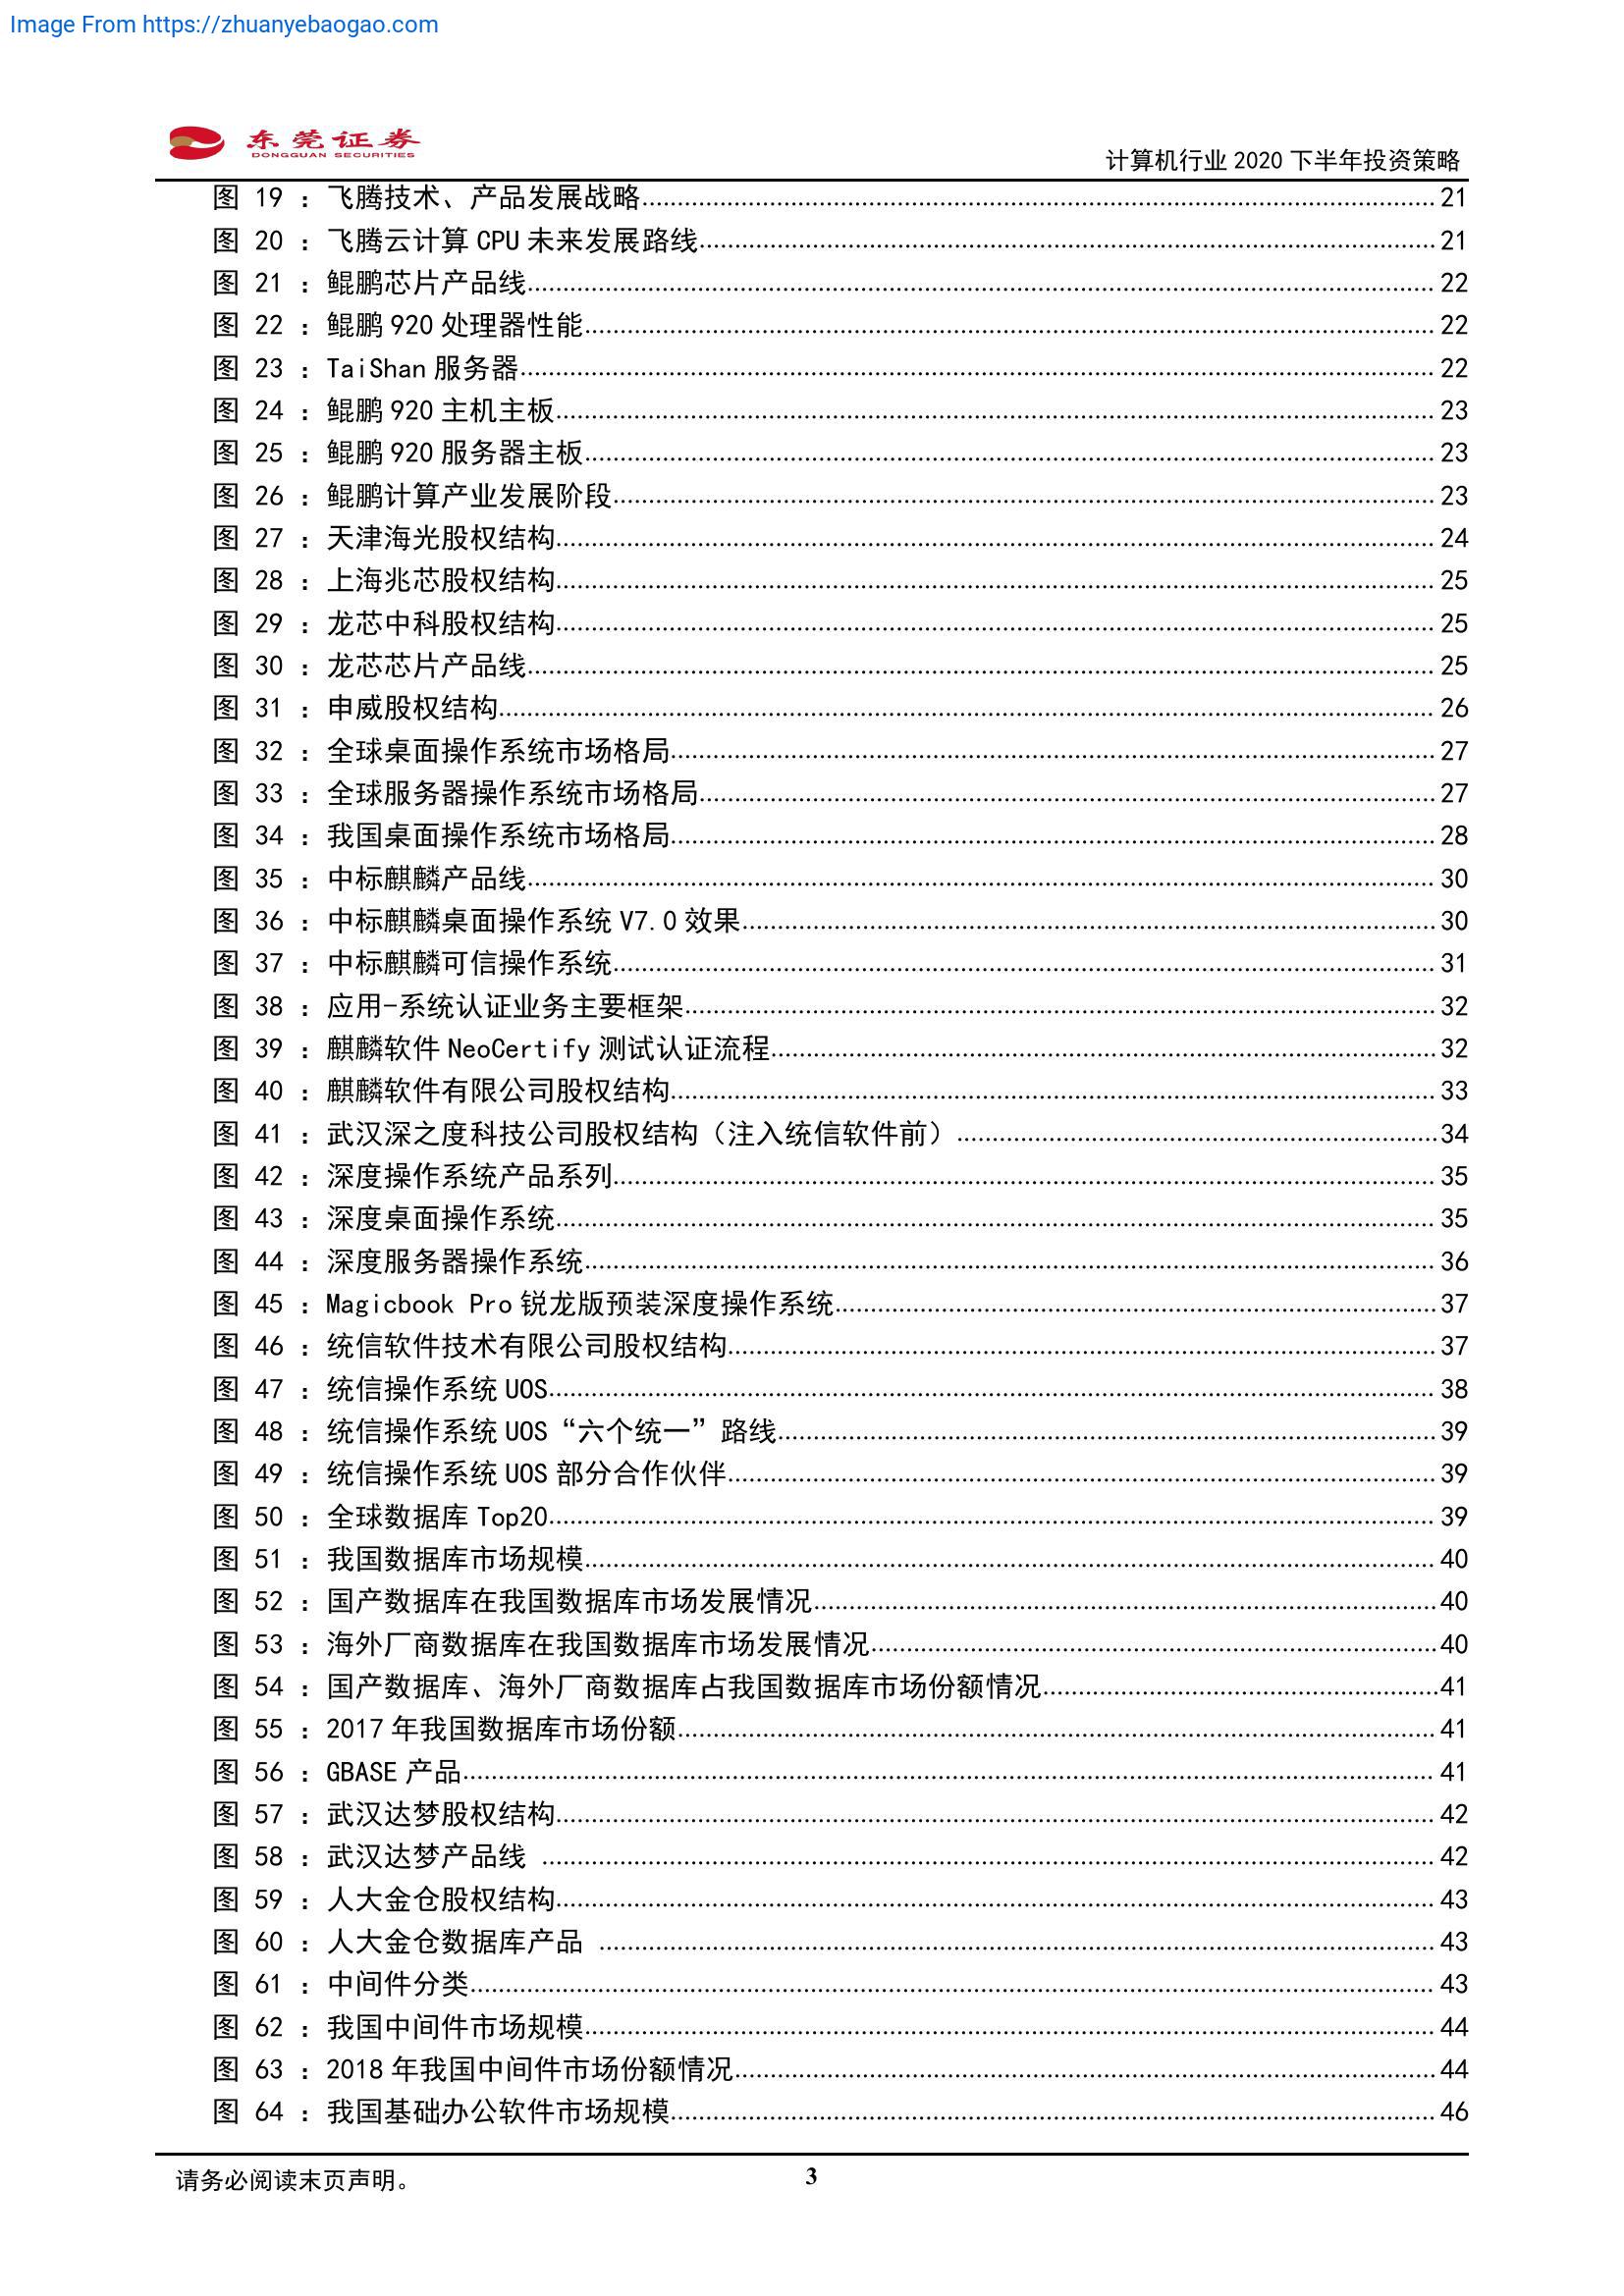 Image From https://zhuanyebaogao.com
东莞证券
DONGGUAN SECURITIES
计算机行业 2020 下半年投资策略
图 19 ：飞腾技术、产品发展战略 21
图 20 ：飞腾云计算 CPU 未来发展路线 21
图 21 ：鲲鹏芯片产品线 22
图 22 ：鲲鹏 920 处理器性能 22
图 23 ：TaiShan 服务器 22
图 24 ：鲲鹏 920 主机主板 23
图 25 ：鲲鹏 920 服务器主板 23
图 26 ：鲲鹏计算产业发展阶段 23
图 27 ：天津海光股权结构 24
图 28 ：上海兆芯股权结构 25
图 29 ：龙芯中科股权结构 25
图 30 ：龙芯芯片产品线 25
图 31 ：申威股权结构 26
图 32 ：全球桌面操作系统市场格局 27
图 33 ：全球服务器操作系统市场格局 27
图 34 ：我国桌面操作系统市场格局 28
图 35 ：中标麒麟产品线 30
图 36 ：中标麒麟桌面操作系统 V7.0 效果 30
图 37 ：中标麒麟可信操作系统 31
图 38 ：应用-系统认证业务主要框架 32
图 39 ：麒麟软件 NeoCertify 测试认证流程 32
图 40 ：麒麟软件有限公司股权结构 33
图 41 ：武汉深之度科技公司股权结构（注入统信软件前） 34
图 42 ：深度操作系统产品系列 35
图 43 ：深度桌面操作系统 35
图 44 ：深度服务器操作系统 36
图 45 ：Magicbook Pro 锐龙版预装深度操作系统 37
图 46 ：统信软件技术有限公司股权结构 37
图 47 ：统信操作系统 UOS 38
图 48 ：统信操作系统 UOS“六个统一”路线 39
图 49 ：统信操作系统 UOS 部分合作伙伴 39
图 50 ：全球数据库 Top20 39
图 51 ：我国数据库市场规模 40
图 52 ：国产数据库在我国数据库市场发展情况 40
图 53 ：海外厂商数据库在我国数据库市场发展情况 40
图 54 ：国产数据库、海外厂商数据库占我国数据库市场份额情况 41
图 55 ：2017 年我国数据库市场份额 41
图 56 ：GBASE 产品 41
图 57 ：武汉达梦股权结构 42
图 58 ：武汉达梦产品线 42
图 59 ：人大金仓股权结构 43
图 60 ：人大金仓数据库产品 43
图 61 ：中间件分类 43
图 62 ：我国中间件市场规模 44
图 63 ：2018 年我国中间件市场份额情况 44
图 64 ：我国基础办公软件市场规模 46
请务必阅读末页声明。
3